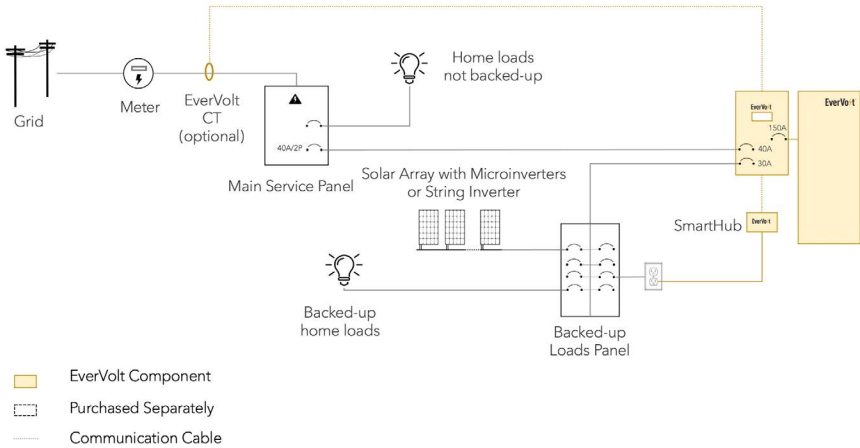 Grid
Meter
EverVolt
CT
(optional)
Home loads
not backed-up
40A/2P
Main Service Panel
EverVolt
150A
40A
30A
EverVolt
Solar Array with Microinverters
or String Inverter
SmartHub
EverVolt
Backed-up
home loads
Backed-up
Loads Panel
EverVolt Component
Purchased Separately
Communication Cable